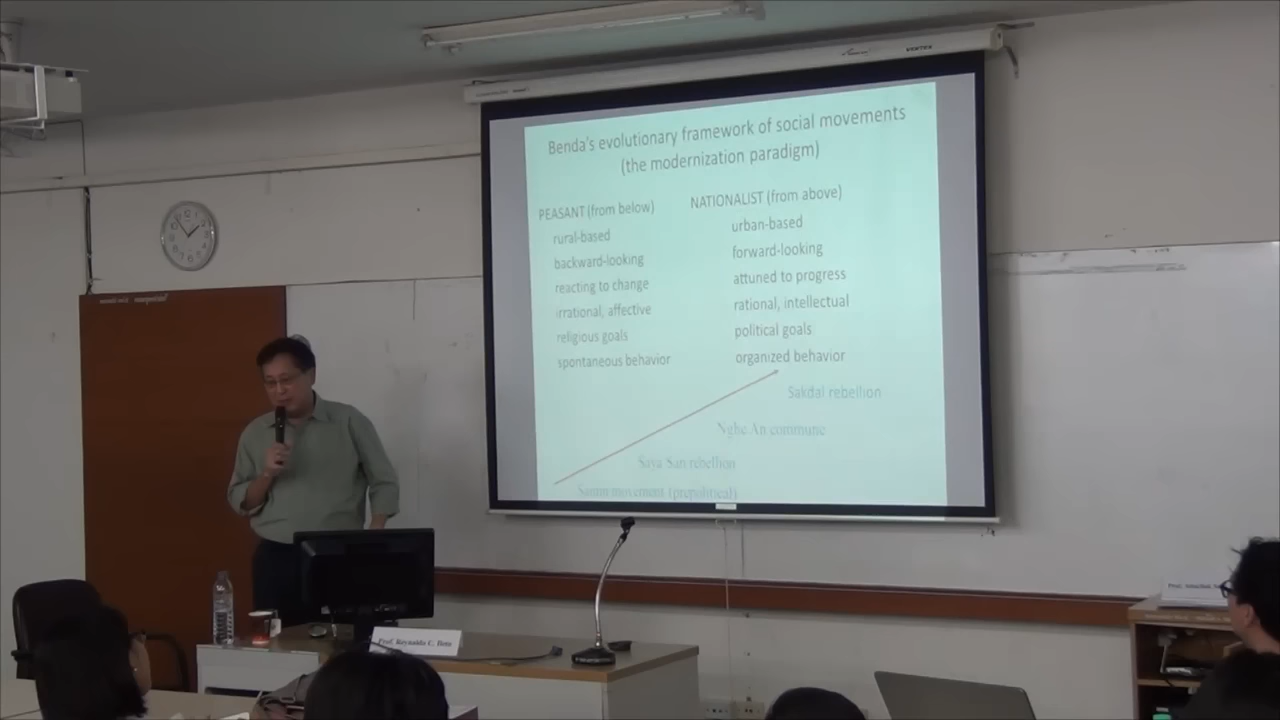 VERTEX
Benda's evolutionary framework of social movements
(the modernization paradigm)
PEASANT (from below)
rural-based
backward-looking
reacting to change
irrational, affective
religious goals
spontaneous behavior
NATIONALIST (from above)
urban-based
forward-looking
attuned to progress
rational, intellectual
political goals
organized behavior
Sakdal rebellion
Nghe An commune
Saya San rebellion
Samin movement (prepolitical)
Prof. Reynaldo C. Ileto
Prof.